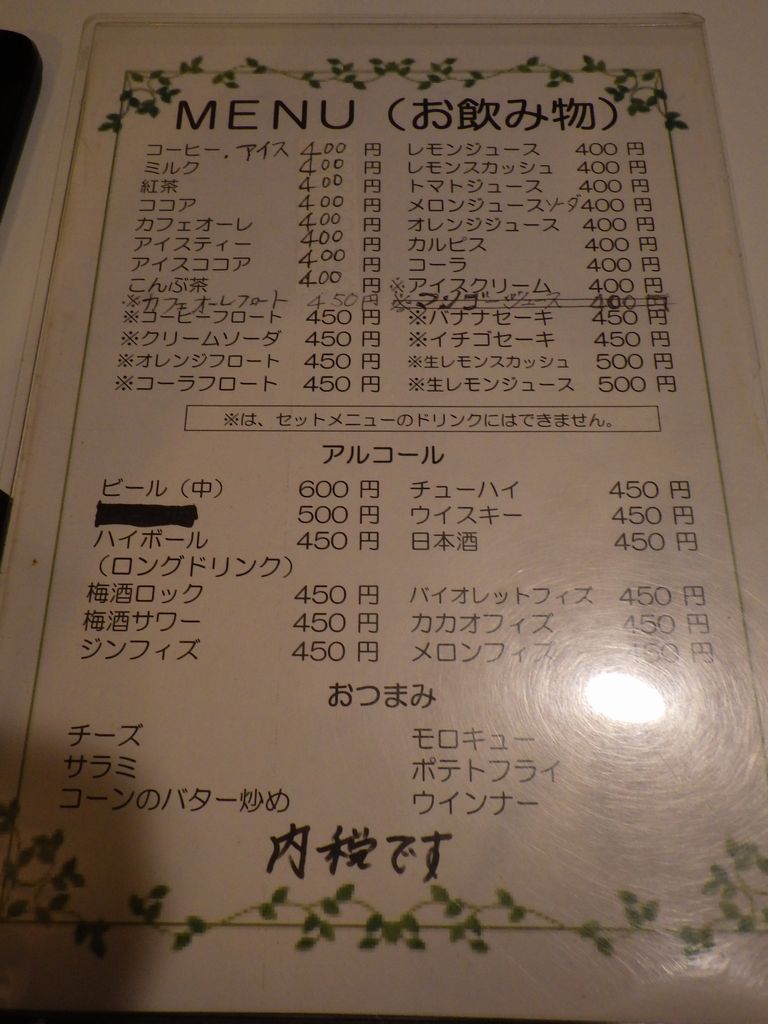 MENU（お飲み物）
コーヒー．アイス 400 円 レモンジュース 400 円
ミルク 400 円 レモンスカッシュ 400 円
紅茶 400 円 トマトジュース 400 円
ココア 400 円 メロンジュースソーダ 400 円
カフェオーレ 400 円 オレンジジュース 400 円
アイスティー 400 円 カルピス 400 円
アイスココア 400 円 コーラ 400 円
こんぶ茶 400 円 ※アイスクリーム 400 円
※カフェオーレフロート 450円 ※マンゴージュース 400 円
※コーヒーフロート 450 円 ※バナナセーキ 450 円
※クリームソーダ 450 円 ※イチゴセーキ 450 円
※オレンジフロート 450 円 ※生レモンスカッシュ 500 円
※コーラフロート 450 円 ※生レモンジュース 500 円
※は、セットメニューのドリンクにはできません。
アルコール
ビール（中） 600 円 チューハイ 450 円
500 円 ウイスキー 450 円
ハイボール 450 円 日本酒 450 円
（ロングドリンク）
梅酒ロック 450 円 バイオレットフィズ 450 円
梅酒サワー 450 円 カカオフィズ 450 円
ジンフィズ 450 円 メロンフィズ 450 円
おつまみ
チーズ モロキュー
サラミ ポテトフライ
コーンのバター炒め ウインナー
内税です